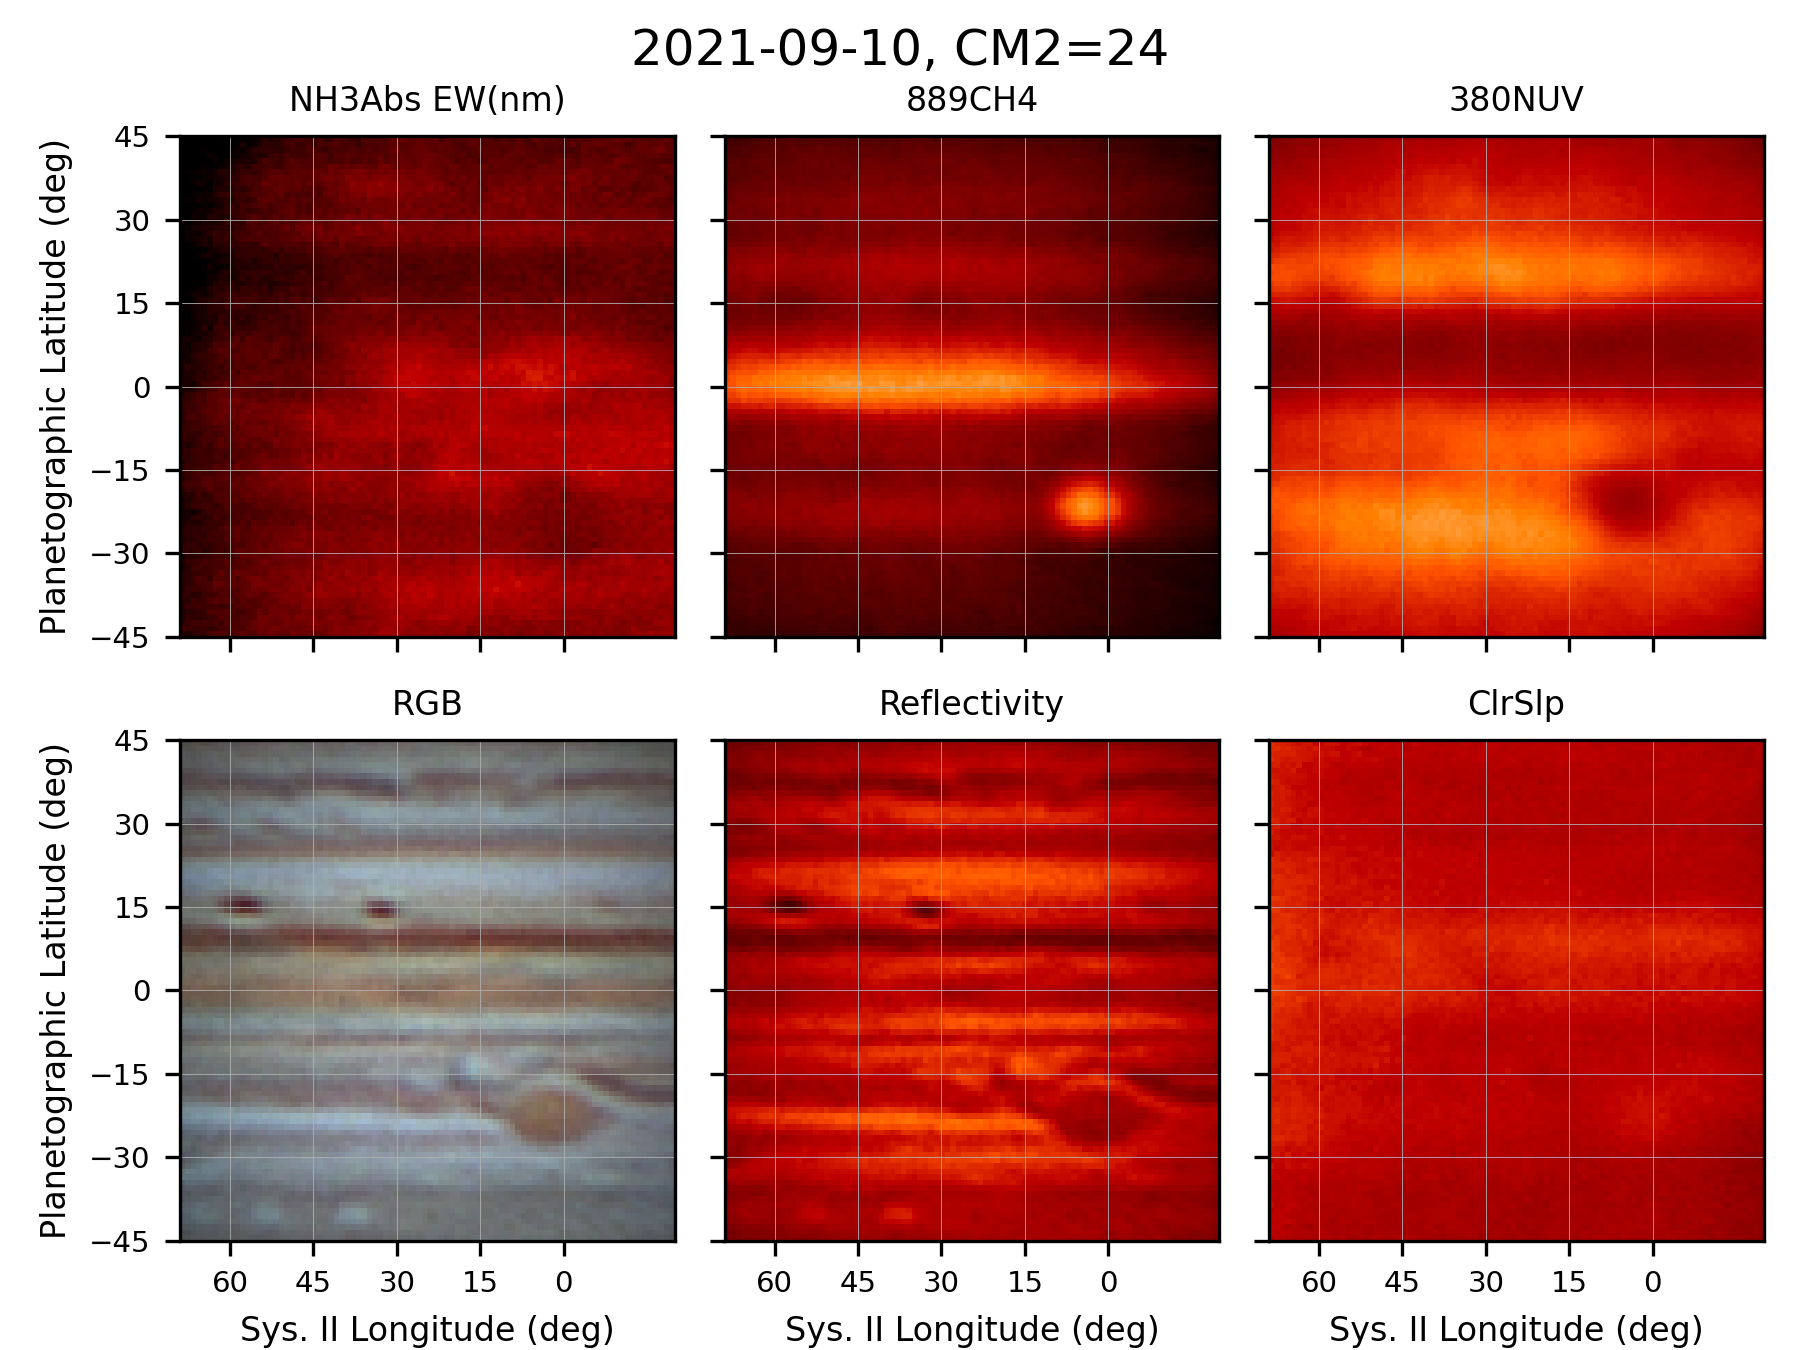 2021-09-10, CM2=24
NH3Abs EW(nm)
889CH4
380NUV
Planetographic Latitude (deg)
45
30
15
0
−15
−30
−45
RGB
Reflectivity
ClrSlp
Planetographic Latitude (deg)
45
30
15
0
−15
−30
−45
60 45 30 15 0
60 45 30 15 0
60 45 30 15 0
Sys. II Longitude (deg)
Sys. II Longitude (deg)
Sys. II Longitude (deg)